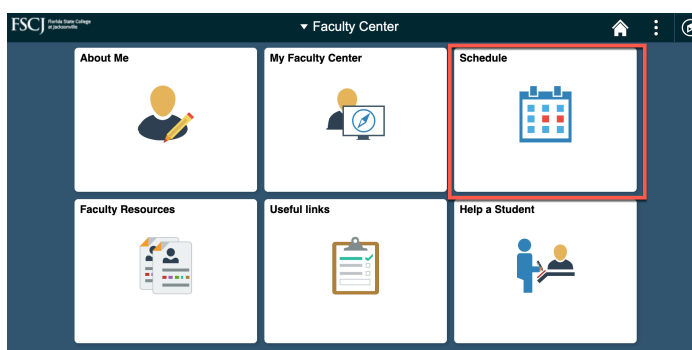 FSCJ
Florida State College
at Jacksonville
Faculty Center
About Me
My Faculty Center
Schedule
Faculty Resources
Useful links
Help a Student